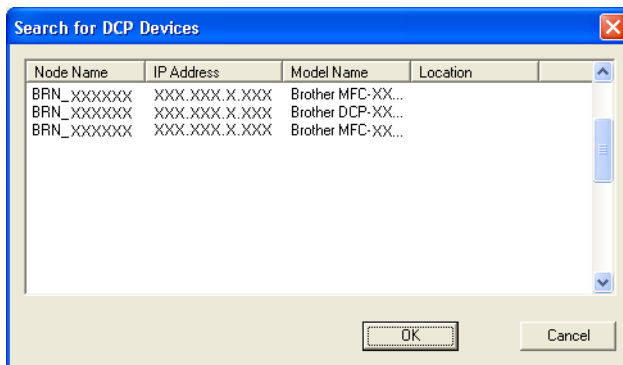 Search for DCP Devices
Node Name IP Address Model Name Location
BRN_XXXXXX XXX.XXX.X.XXX Brother MFC-XX...
BRN_XXXXXX XXX.XXX.X.XXX Brother DCP-XX...
BRN_XXXXXX XXX.XXX.X.XXX Brother MFC-XX...
OK Cancel